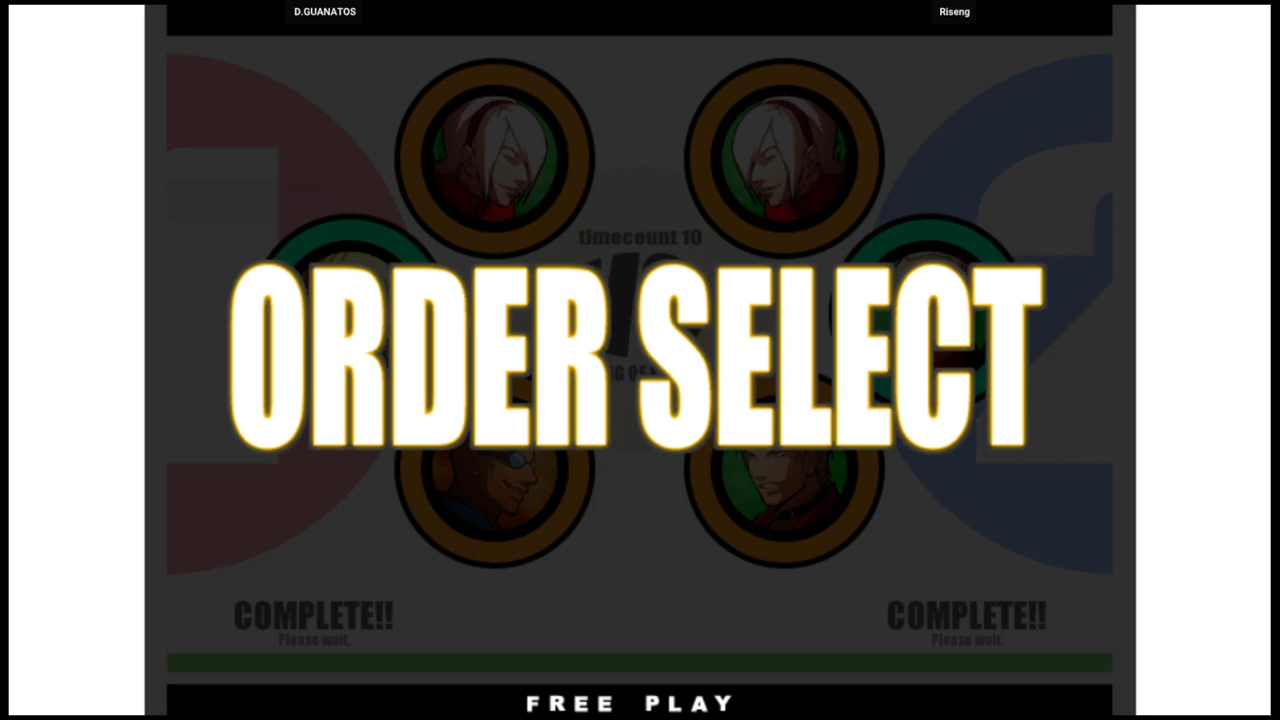 D.GUANATOS
Riseng
timecount 10
ORDER SELECT
COMPLETE!!
Please wait.
COMPLETE!!
Please wait.
FREE PLAY